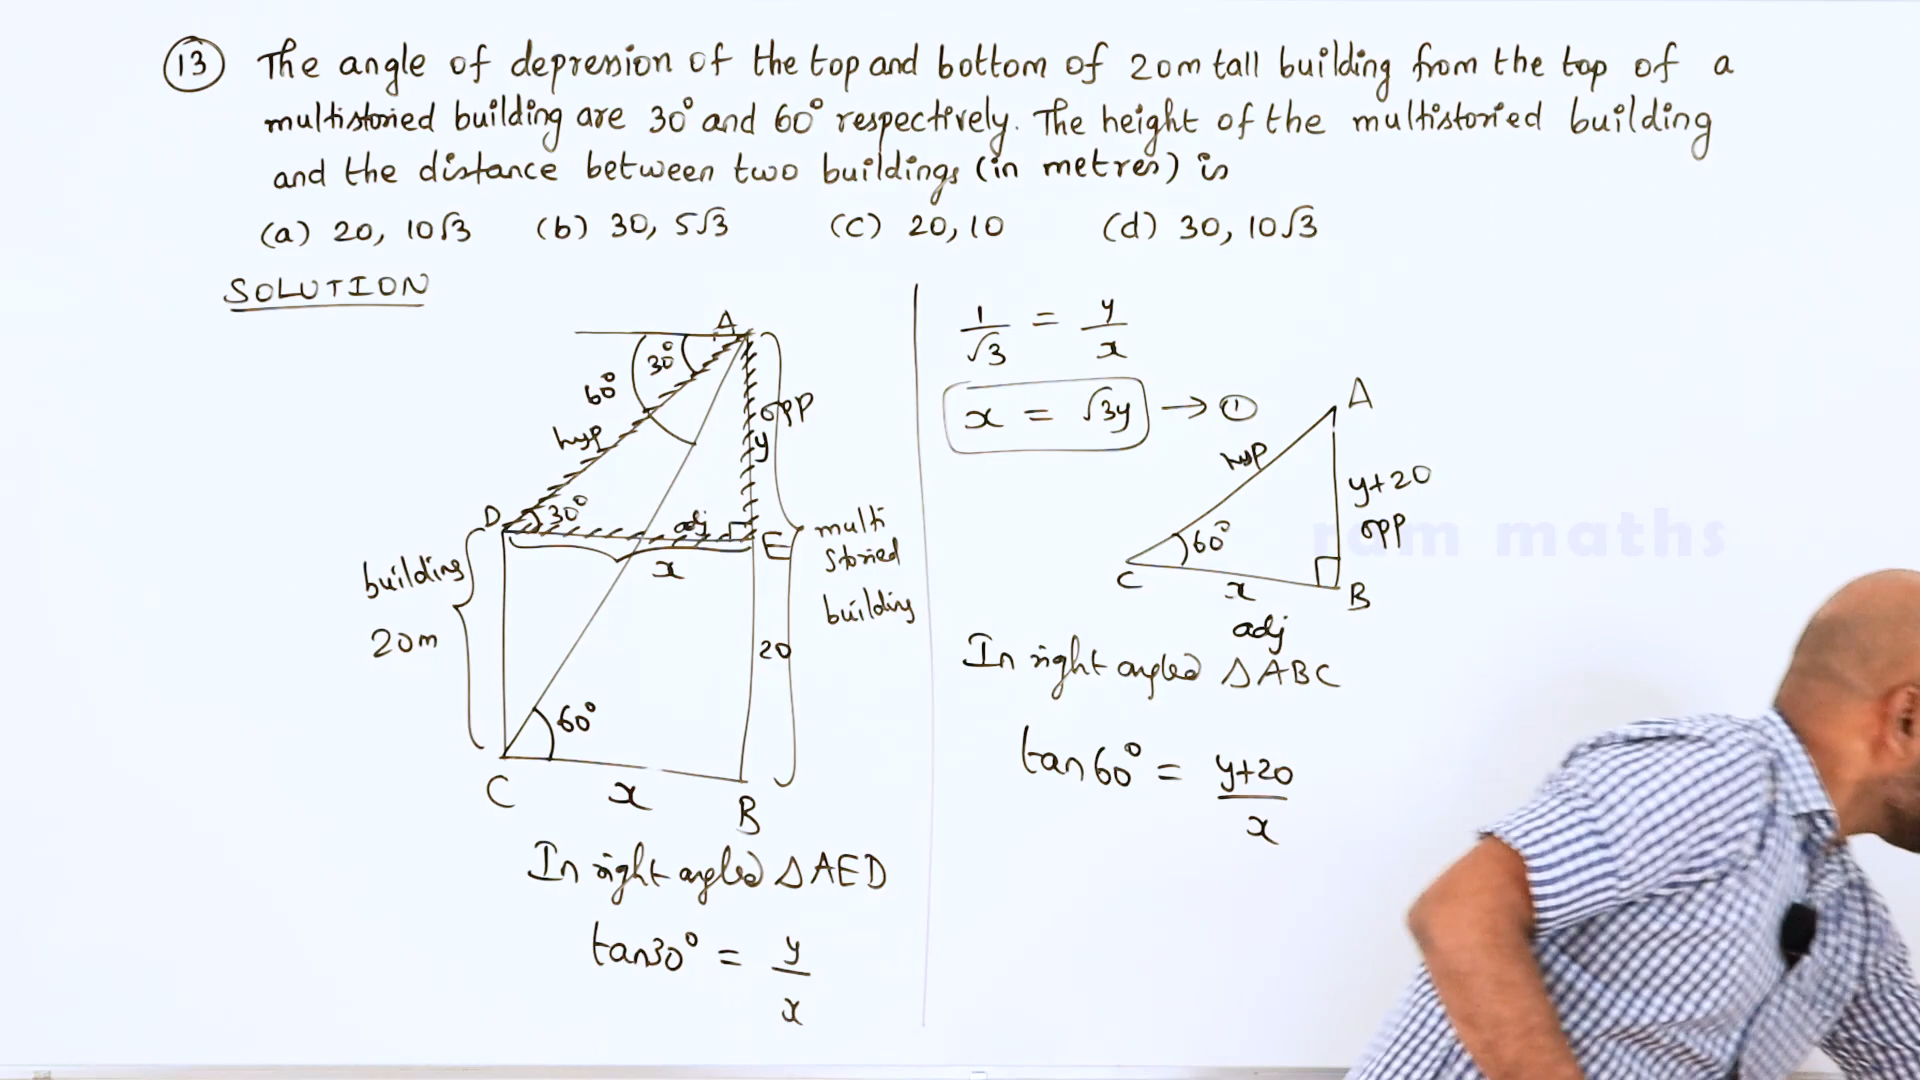 13 The angle of depression of the top and bottom of 20m tall building from the top of a
multistoried building are 30° and 60° respectively. The height of the multistoried building
and the distance between two buildings (in metres) is
(a) 20, 10√3 (b) 30, 5√3 (c) 20, 10 (d) 30, 10√3
SOLUTION
A
30°
60°
hyp
opp
y
D
30°
adj
E
x
multi
storied
building
building
20m
20
60°
C
x
B
In right angled △AED
tan30° = y/x
1/√3 = y/x
x = √3y → ①
A
hyp
y+20
opp
60°
C
x
B
adj
In right angled △ABC
tan60° = y+20/x
ram maths